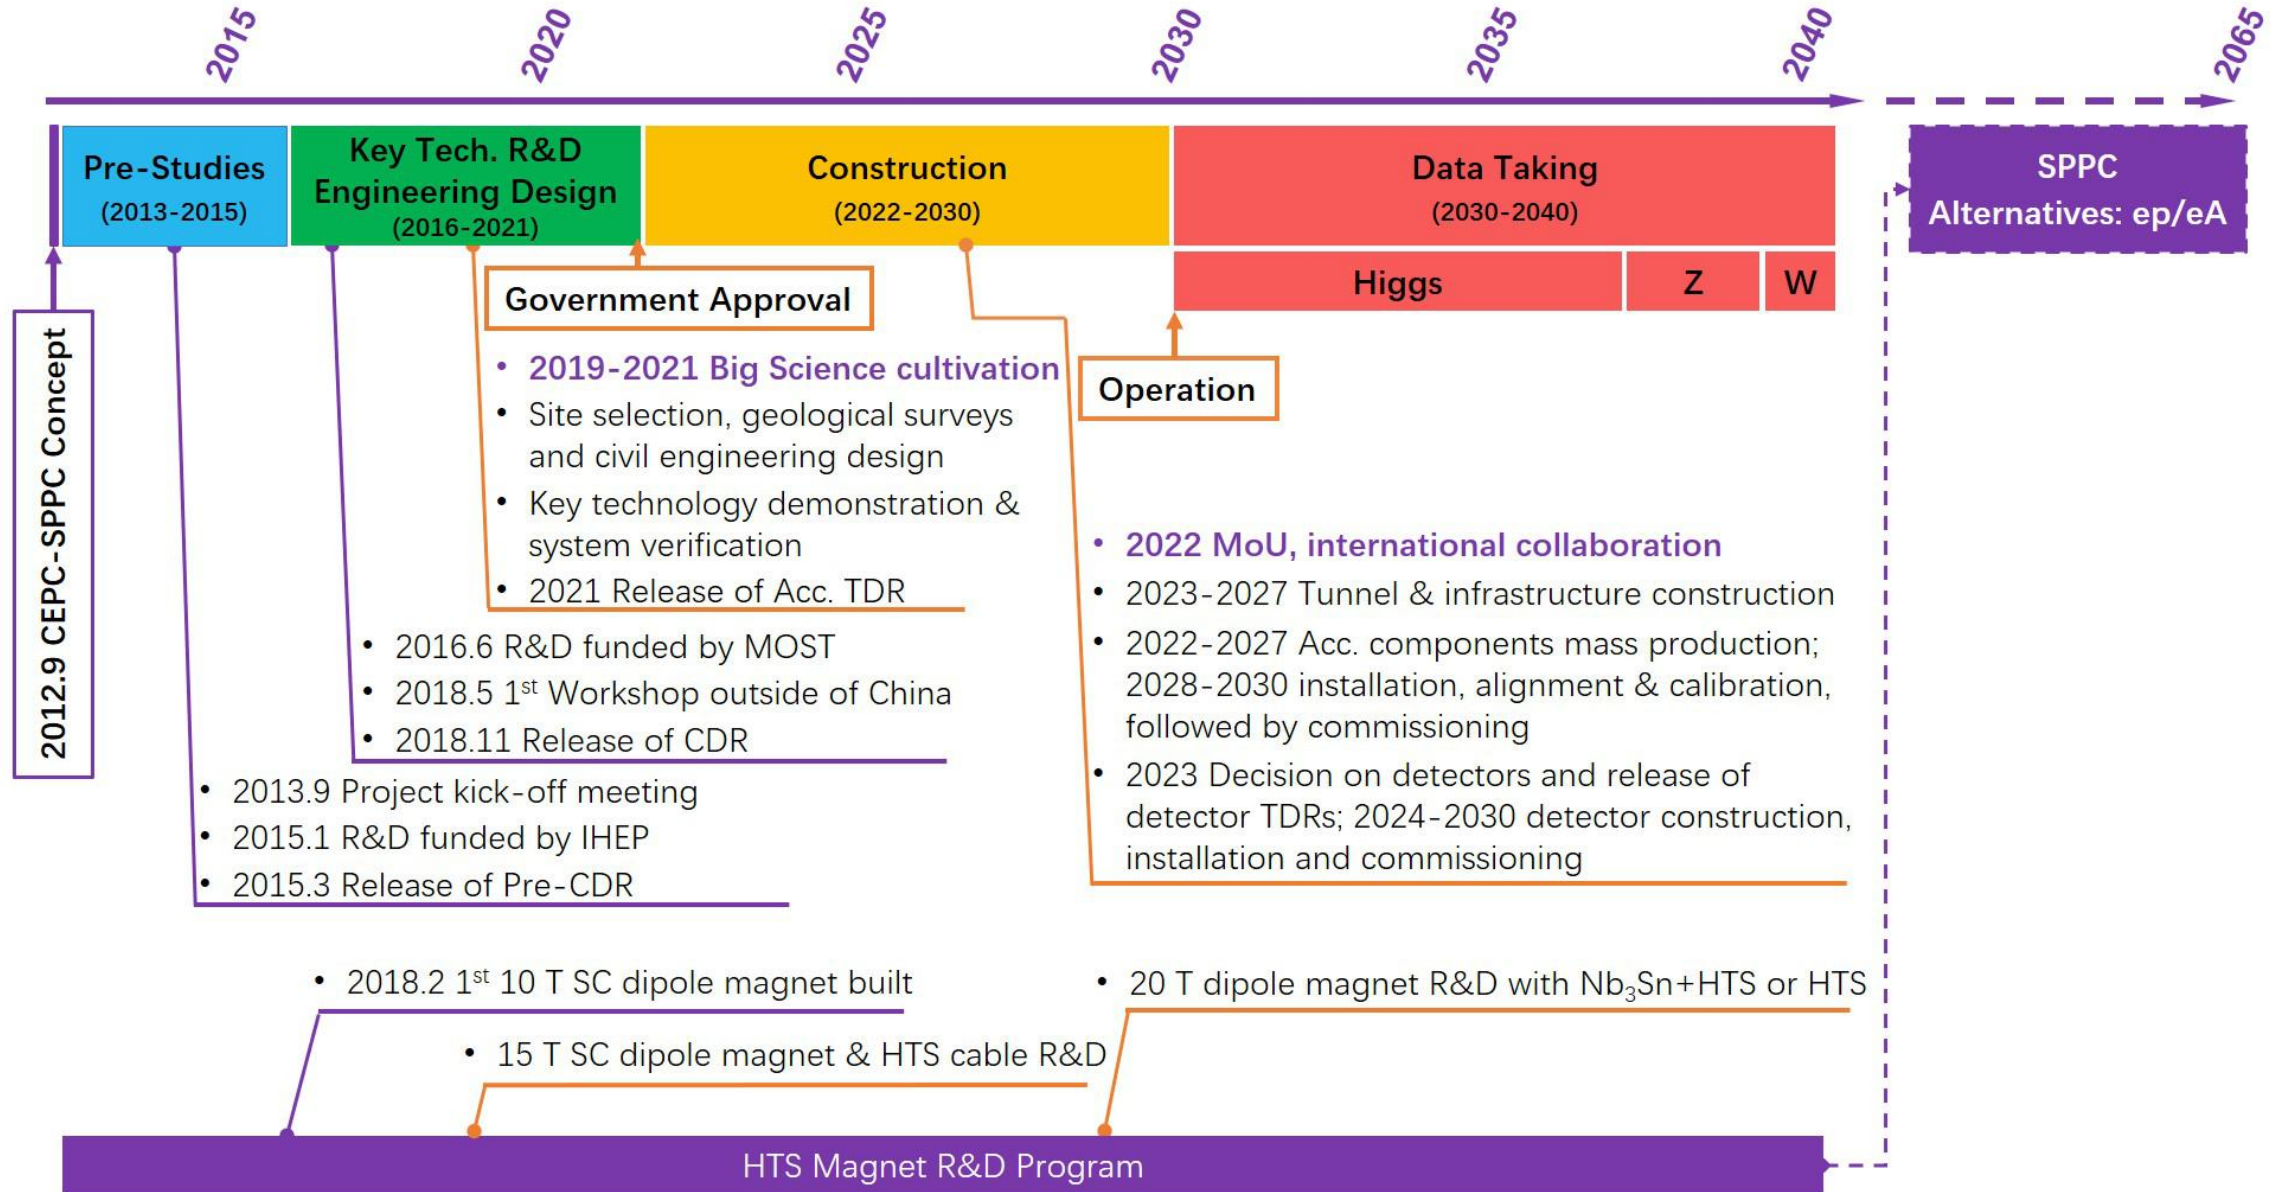 2015
2020
2025
2030
2035
2040
2065
Pre-Studies
(2013-2015)
Key Tech. R&D
Engineering Design
(2016-2021)
Construction
(2022-2030)
Data Taking
(2030-2040)
SPPC
Alternatives: ep/eA
Higgs
Z
W
2012.9 CEPC-SPPC Concept
Government Approval
Operation
• 2019-2021 Big Science cultivation
• Site selection, geological surveys
and civil engineering design
• Key technology demonstration &
system verification
• 2021 Release of Acc. TDR
• 2016.6 R&D funded by MOST
• 2018.5 1st Workshop outside of China
• 2018.11 Release of CDR
• 2013.9 Project kick-off meeting
• 2015.1 R&D funded by IHEP
• 2015.3 Release of Pre-CDR
• 2022 MoU, international collaboration
• 2023-2027 Tunnel & infrastructure construction
• 2022-2027 Acc. components mass production;
2028-2030 installation, alignment & calibration,
followed by commissioning
• 2023 Decision on detectors and release of
detector TDRs; 2024-2030 detector construction,
installation and commissioning
• 2018.2 1st 10 T SC dipole magnet built
• 15 T SC dipole magnet & HTS cable R&D
• 20 T dipole magnet R&D with Nb₃Sn+HTS or HTS
HTS Magnet R&D Program